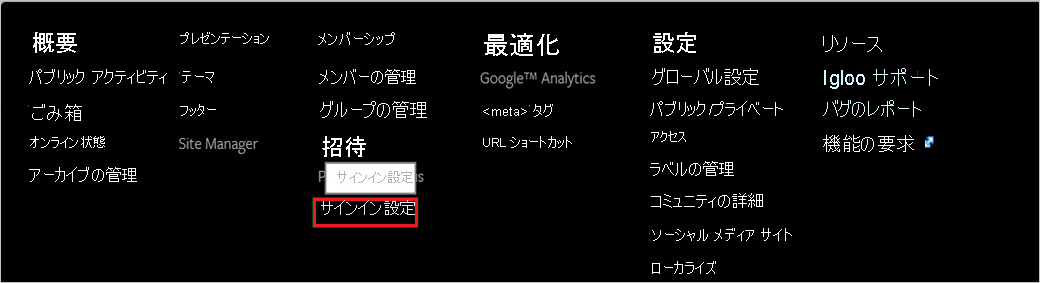 概要
パブリック アクティビティ
ごみ箱
オンライン状態
アーカイブの管理
プレゼンテーション
テーマ
フッター
Site Manager
メンバーシップ
メンバーの管理
グループの管理
招待
サインイン設定
サインイン設定
最適化
Google™ Analytics
<meta> タグ
URL ショートカット
設定
グローバル設定
パブリック/プライベート
アクセス
ラベルの管理
コミュニティの詳細
ソーシャル メディア サイト
ローカライズ
リソース
Igloo サポート
バグのレポート
機能の要求